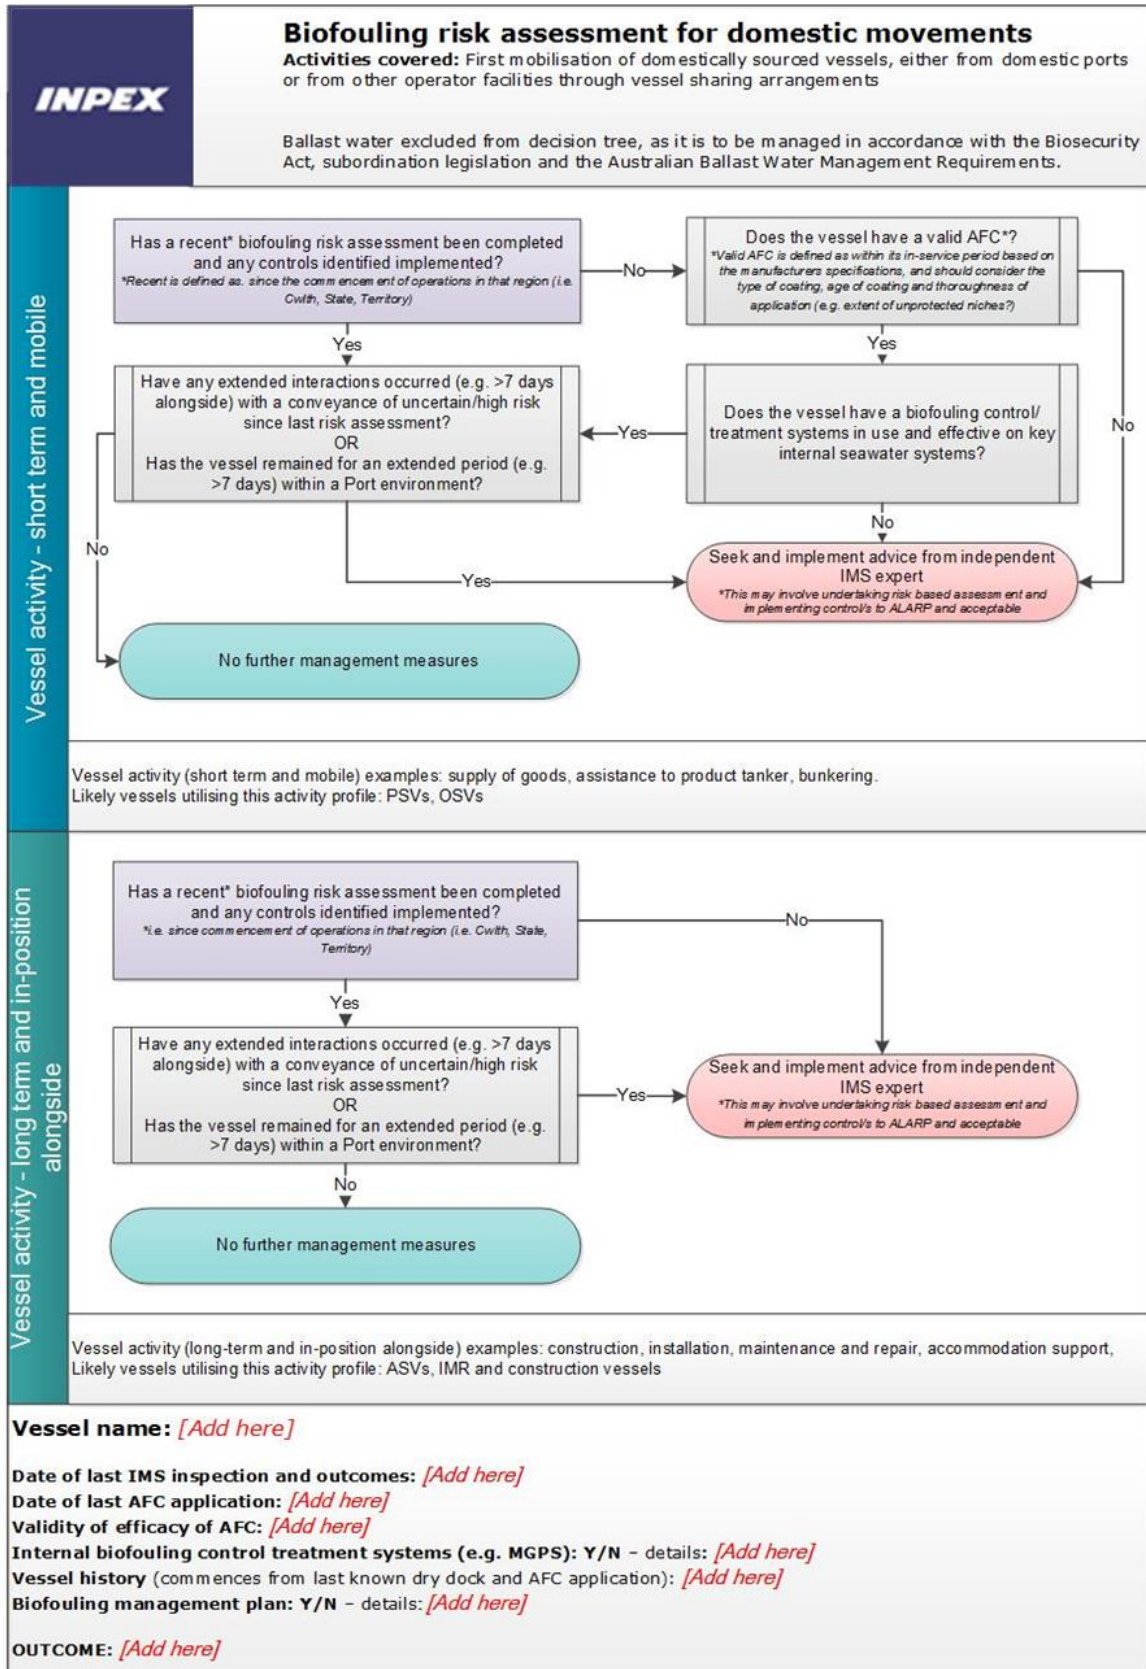 INPEX
Biofouling risk assessment for domestic movements
Activities covered: First mobilisation of domestically sourced vessels, either from domestic ports
or from other operator facilities through vessel sharing arrangements
Ballast water excluded from decision tree, as it is to be managed in accordance with the Biosecurity
Act, subordination legislation and the Australian Ballast Water Management Requirements.
Vessel activity - short term and mobile
Has a recent* biofouling risk assessment been completed
and any controls identified implemented?
*Recent is defined as. since the commencement of operations in that region (i.e.
Cwlth, State, Territory)
No
Does the vessel have a valid AFC*?
*Valid AFC is defined as within its in-service period based on
the manufacturers specifications, and should consider the
type of coating, age of coating and thoroughness of
application (e.g. extent of unprotected niches?)
Yes
Yes
Have any extended interactions occurred (e.g. >7 days
alongside) with a conveyance of uncertain/high risk
since last risk assessment?
OR
Has the vessel remained for an extended period (e.g.
>7 days) within a Port environment?
Yes
Does the vessel have a biofouling control/
treatment systems in use and effective on key
internal seawater systems?
No
No
No
Yes
Seek and implement advice from independent
IMS expert
*This may involve undertaking risk based assessment and
implementing control/s to ALARP and acceptable
No further management measures
Vessel activity (short term and mobile) examples: supply of goods, assistance to product tanker, bunkering.
Likely vessels utilising this activity profile: PSVs, OSVs
Vessel activity - long term and in-position
alongside
Has a recent* biofouling risk assessment been completed
and any controls identified implemented?
*i.e. since commencement of operations in that region (i.e. Cwlth, State,
Territory)
No
Yes
Have any extended interactions occurred (e.g. >7 days
alongside) with a conveyance of uncertain/high risk
since last risk assessment?
OR
Has the vessel remained for an extended period (e.g.
>7 days) within a Port environment?
Yes
Seek and implement advice from independent
IMS expert
*This may involve undertaking risk based assessment and
implementing control/s to ALARP and acceptable
No
No further management measures
Vessel activity (long-term and in-position alongside) examples: construction, installation, maintenance and repair, accommodation support,
Likely vessels utilising this activity profile: ASVs, IMR and construction vessels
Vessel name: [Add here]
Date of last IMS inspection and outcomes: [Add here]
Date of last AFC application: [Add here]
Validity of efficacy of AFC: [Add here]
Internal biofouling control treatment systems (e.g. MGPS): Y/N – details: [Add here]
Vessel history (commences from last known dry dock and AFC application): [Add here]
Biofouling management plan: Y/N – details: [Add here]
OUTCOME: [Add here]